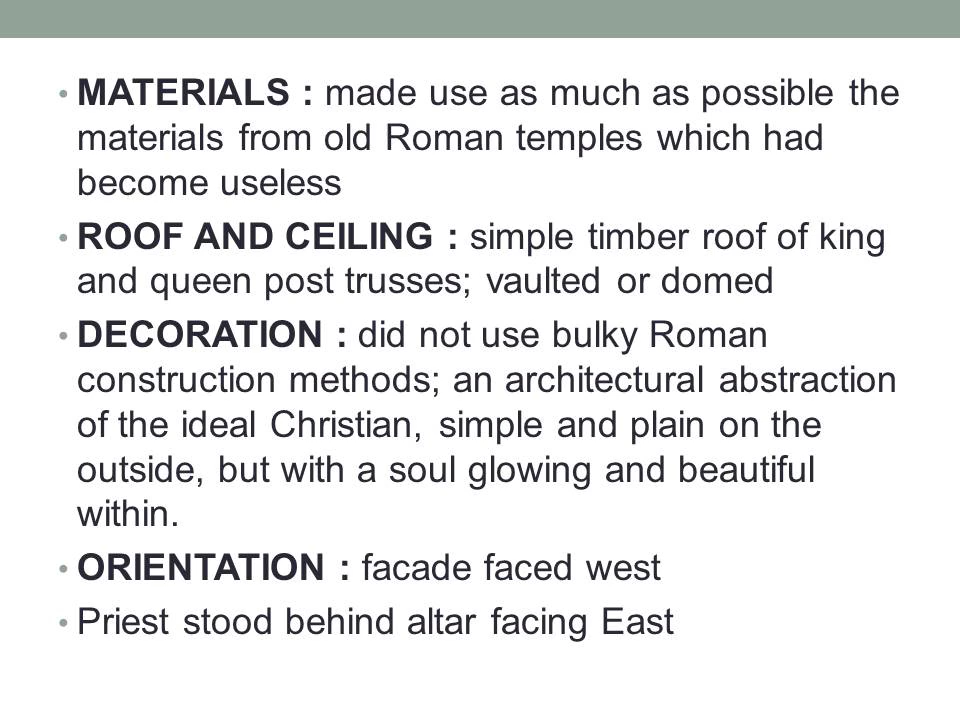 • MATERIALS : made use as much as possible the
materials from old Roman temples which had
become useless
• ROOF AND CEILING : simple timber roof of king
and queen post trusses; vaulted or domed
• DECORATION : did not use bulky Roman
construction methods; an architectural abstraction
of the ideal Christian, simple and plain on the
outside, but with a soul glowing and beautiful
within.
• ORIENTATION : facade faced west
• Priest stood behind altar facing East